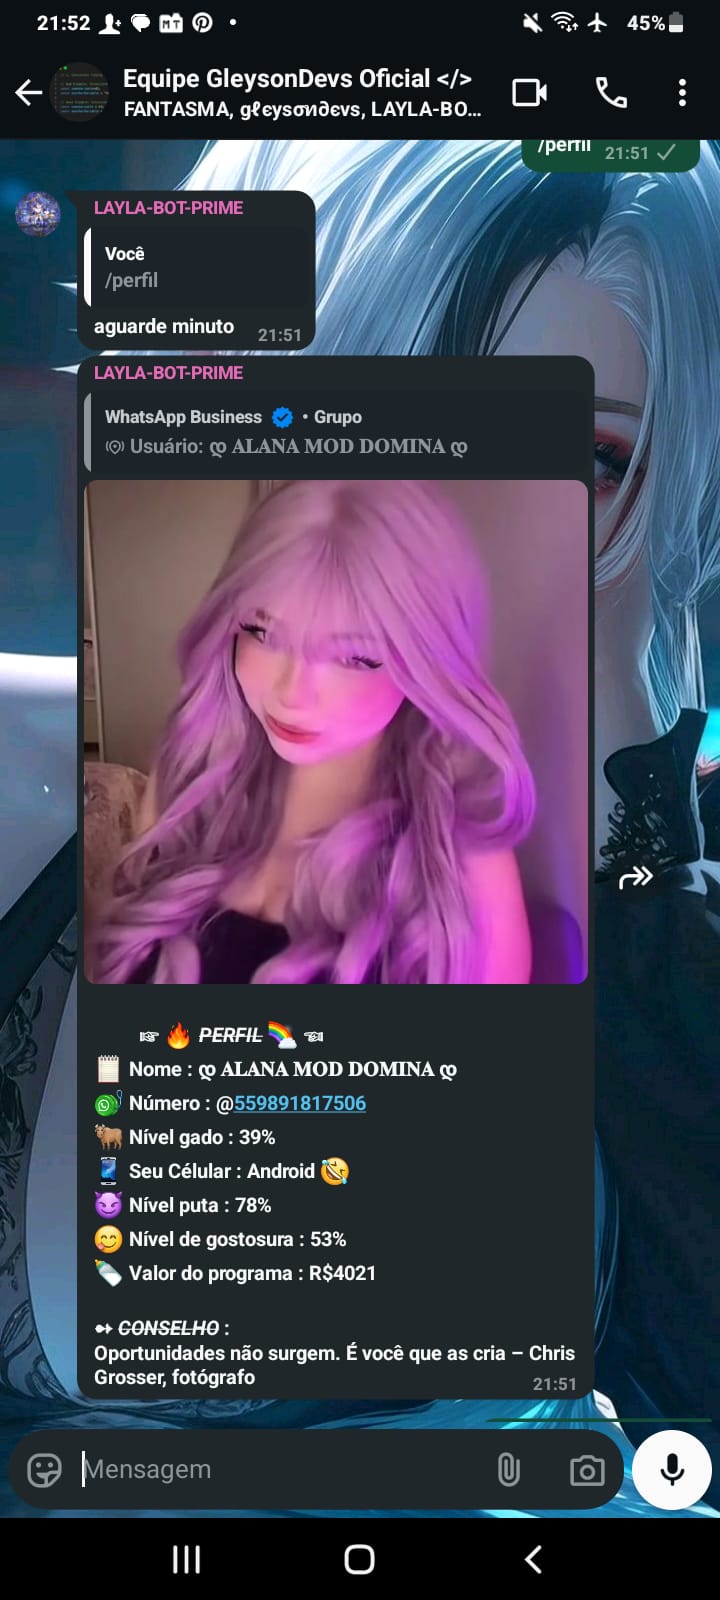 21:52
45%
Equipe GleysonDevs Oficial </>
FANTASMA, gℓєysσи∂єvs, LAYLA-BO...
/perfil 21:51
LAYLA-BOT-PRIME
Você
/perfil
aguarde minuto 21:51
LAYLA-BOT-PRIME
WhatsApp Business • Grupo
Usuário: ღ 𝐀𝐋𝐀𝐍𝐀 𝐌𝐎𝐃 𝐃𝐎𝐌𝐈𝐍𝐀 ღ
☞ 🔥 PERFIL 🌈 ☜
Nome : ღ 𝐀𝐋𝐀𝐍𝐀 𝐌𝐎𝐃 𝐃𝐎𝐌𝐈𝐍𝐀 ღ
Número : @559891817506
🐂 Nível gado : 39%
📱 Seu Célular : Android 🤣
😈 Nível puta : 78%
😋 Nível de gostosura : 53%
🍼 Valor do programa : R$4021
➻ CONSELHO :
Oportunidades não surgem. É você que as cria – Chris
Grosser, fotógrafo
21:51
Mensagem